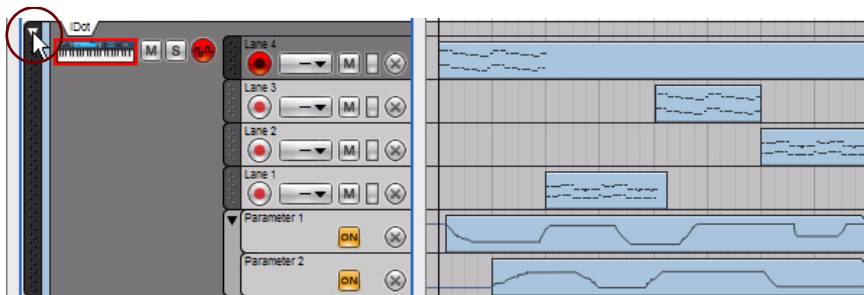 IDot
M S
Lane 4
M
Lane 3
M
Lane 2
M
Lane 1
M
Parameter 1
ON
Parameter 2
ON